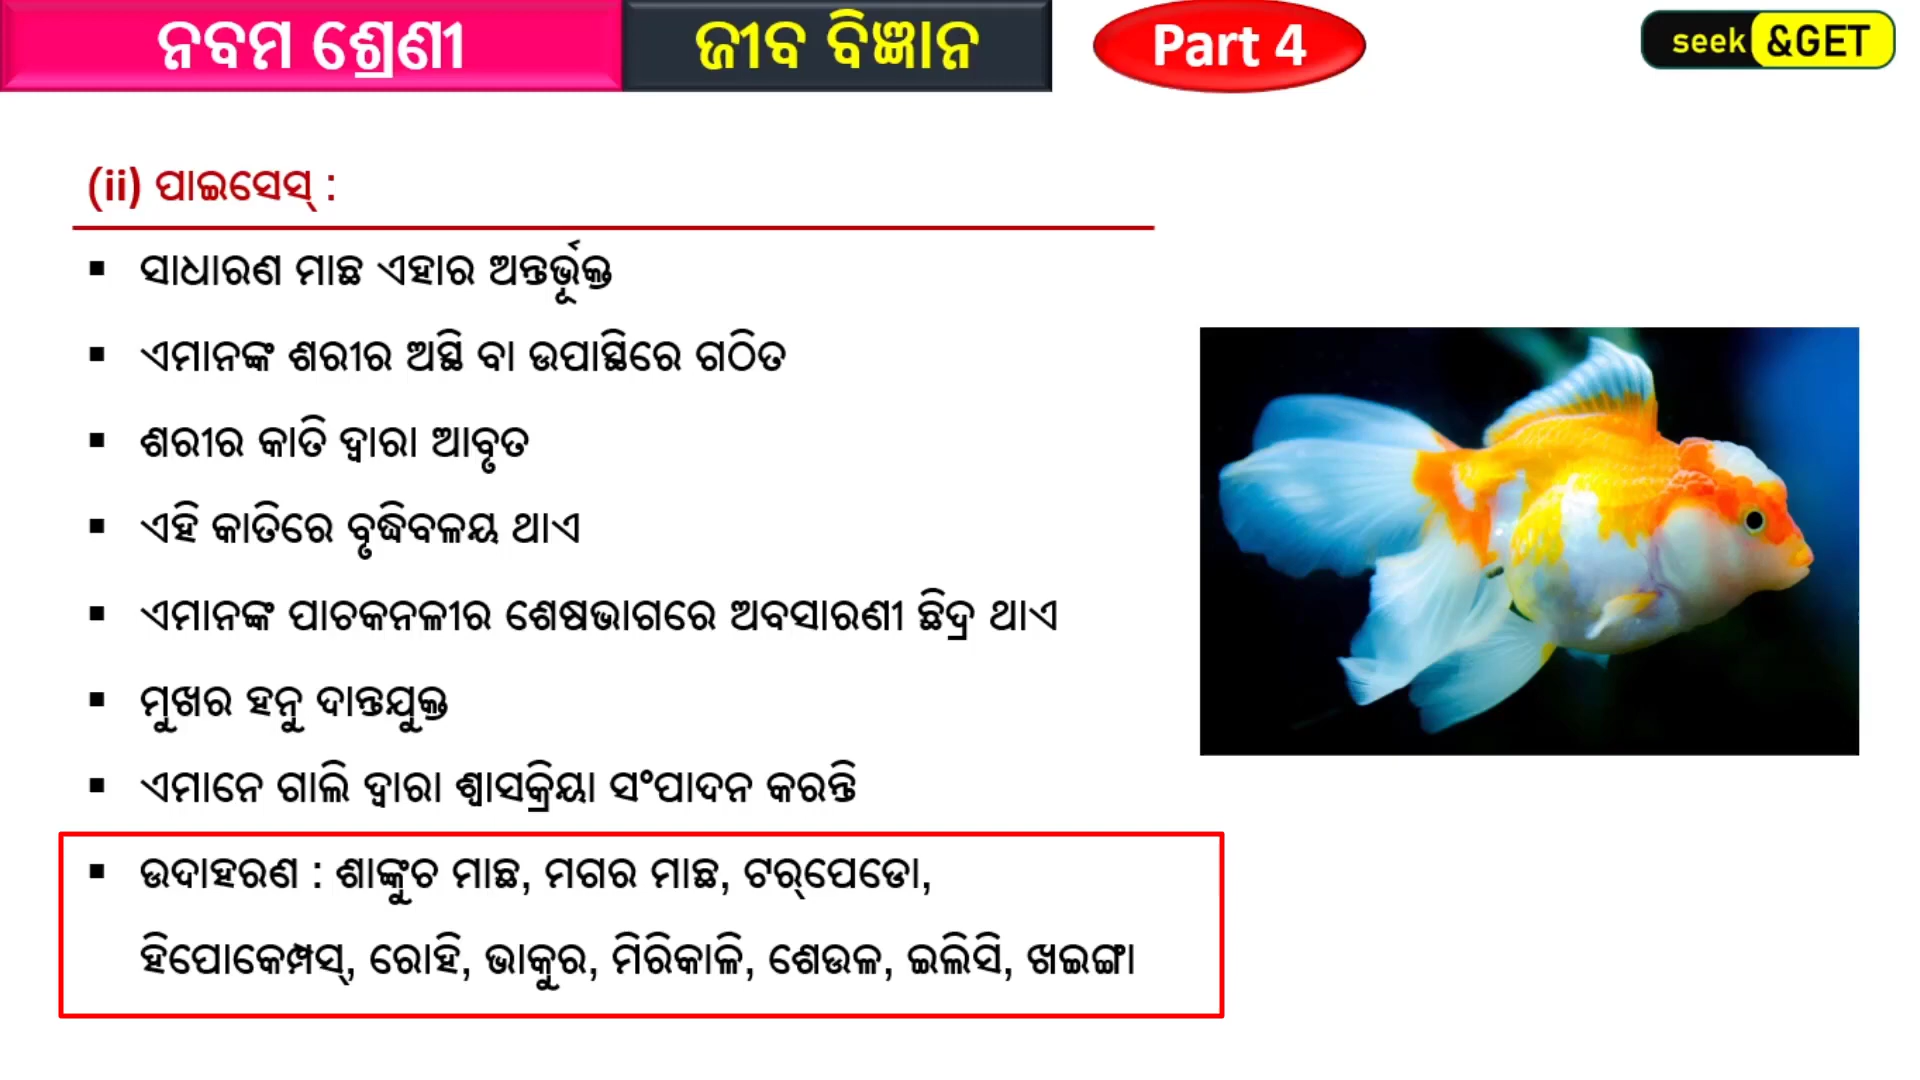 ନବମ ଶ୍ରେଣୀ
ଜୀବ ବିଜ୍ଞାନ
Part 4
seek &GET
(ii) ପାଇସେସ୍ :
▪ ସାଧାରଣ ମାଛ ଏହାର ଅନ୍ତର୍ଭୂକ୍ତ
▪ ଏମାନଙ୍କ ଶରୀର ଅସ୍ଥି ବା ଉପାସ୍ଥିରେ ଗଠିତ
▪ ଶରୀର କାତି ଦ୍ୱାରା ଆବୃତ
▪ ଏହି କାତିରେ ବୃଦ୍ଧିବଳୟ ଥାଏ
▪ ଏମାନଙ୍କ ପାଚକନଳୀର ଶେଷଭାଗରେ ଅବସାରଣୀ ଛିଦ୍ର ଥାଏ
▪ ମୁଖର ହନୁ ଦାନ୍ତଯୁକ୍ତ
▪ ଏମାନେ ଗାଲି ଦ୍ୱାରା ଶ୍ୱାସକ୍ରିୟା ସଂପାଦନ କରନ୍ତି
▪ ଉଦାହରଣ : ଶାଙ୍କୁଚ ମାଛ, ମଗର ମାଛ, ଟର୍‌ପେଡୋ,
ହିପୋକେମ୍ପସ୍, ରୋହି, ଭାକୁର, ମିରିକାଳି, ଶେଉଳ, ଇଲିସି, ଖଇଙ୍ଗା